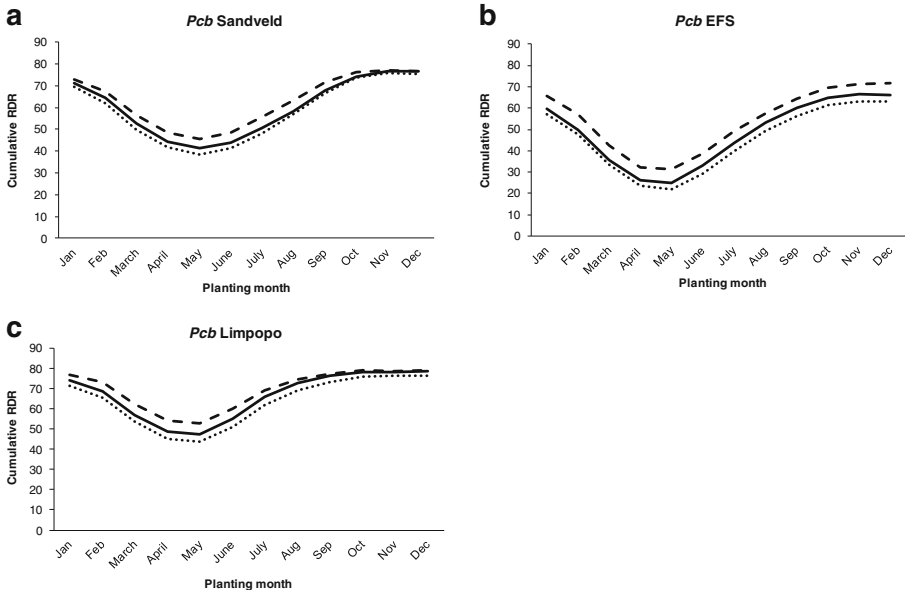 a
Pcb Sandveld
90
80
70
60
50
40
30
20
10
0
Cumulative RDR
Jan
Feb
March
April
May
June
July
Aug
Sep
Oct
Nov
Dec
Planting month
b
Pcb EFS
90
80
70
60
50
40
30
20
10
0
Cumulative RDR
Jan
Feb
March
April
May
June
July
Aug
Sep
Oct
Nov
Dec
Planting month
c
Pcb Limpopo
90
80
70
60
50
40
30
20
10
0
Cumulative RDR
Jan
Feb
March
April
May
June
July
Aug
Sep
Oct
Nov
Dec
Planting month